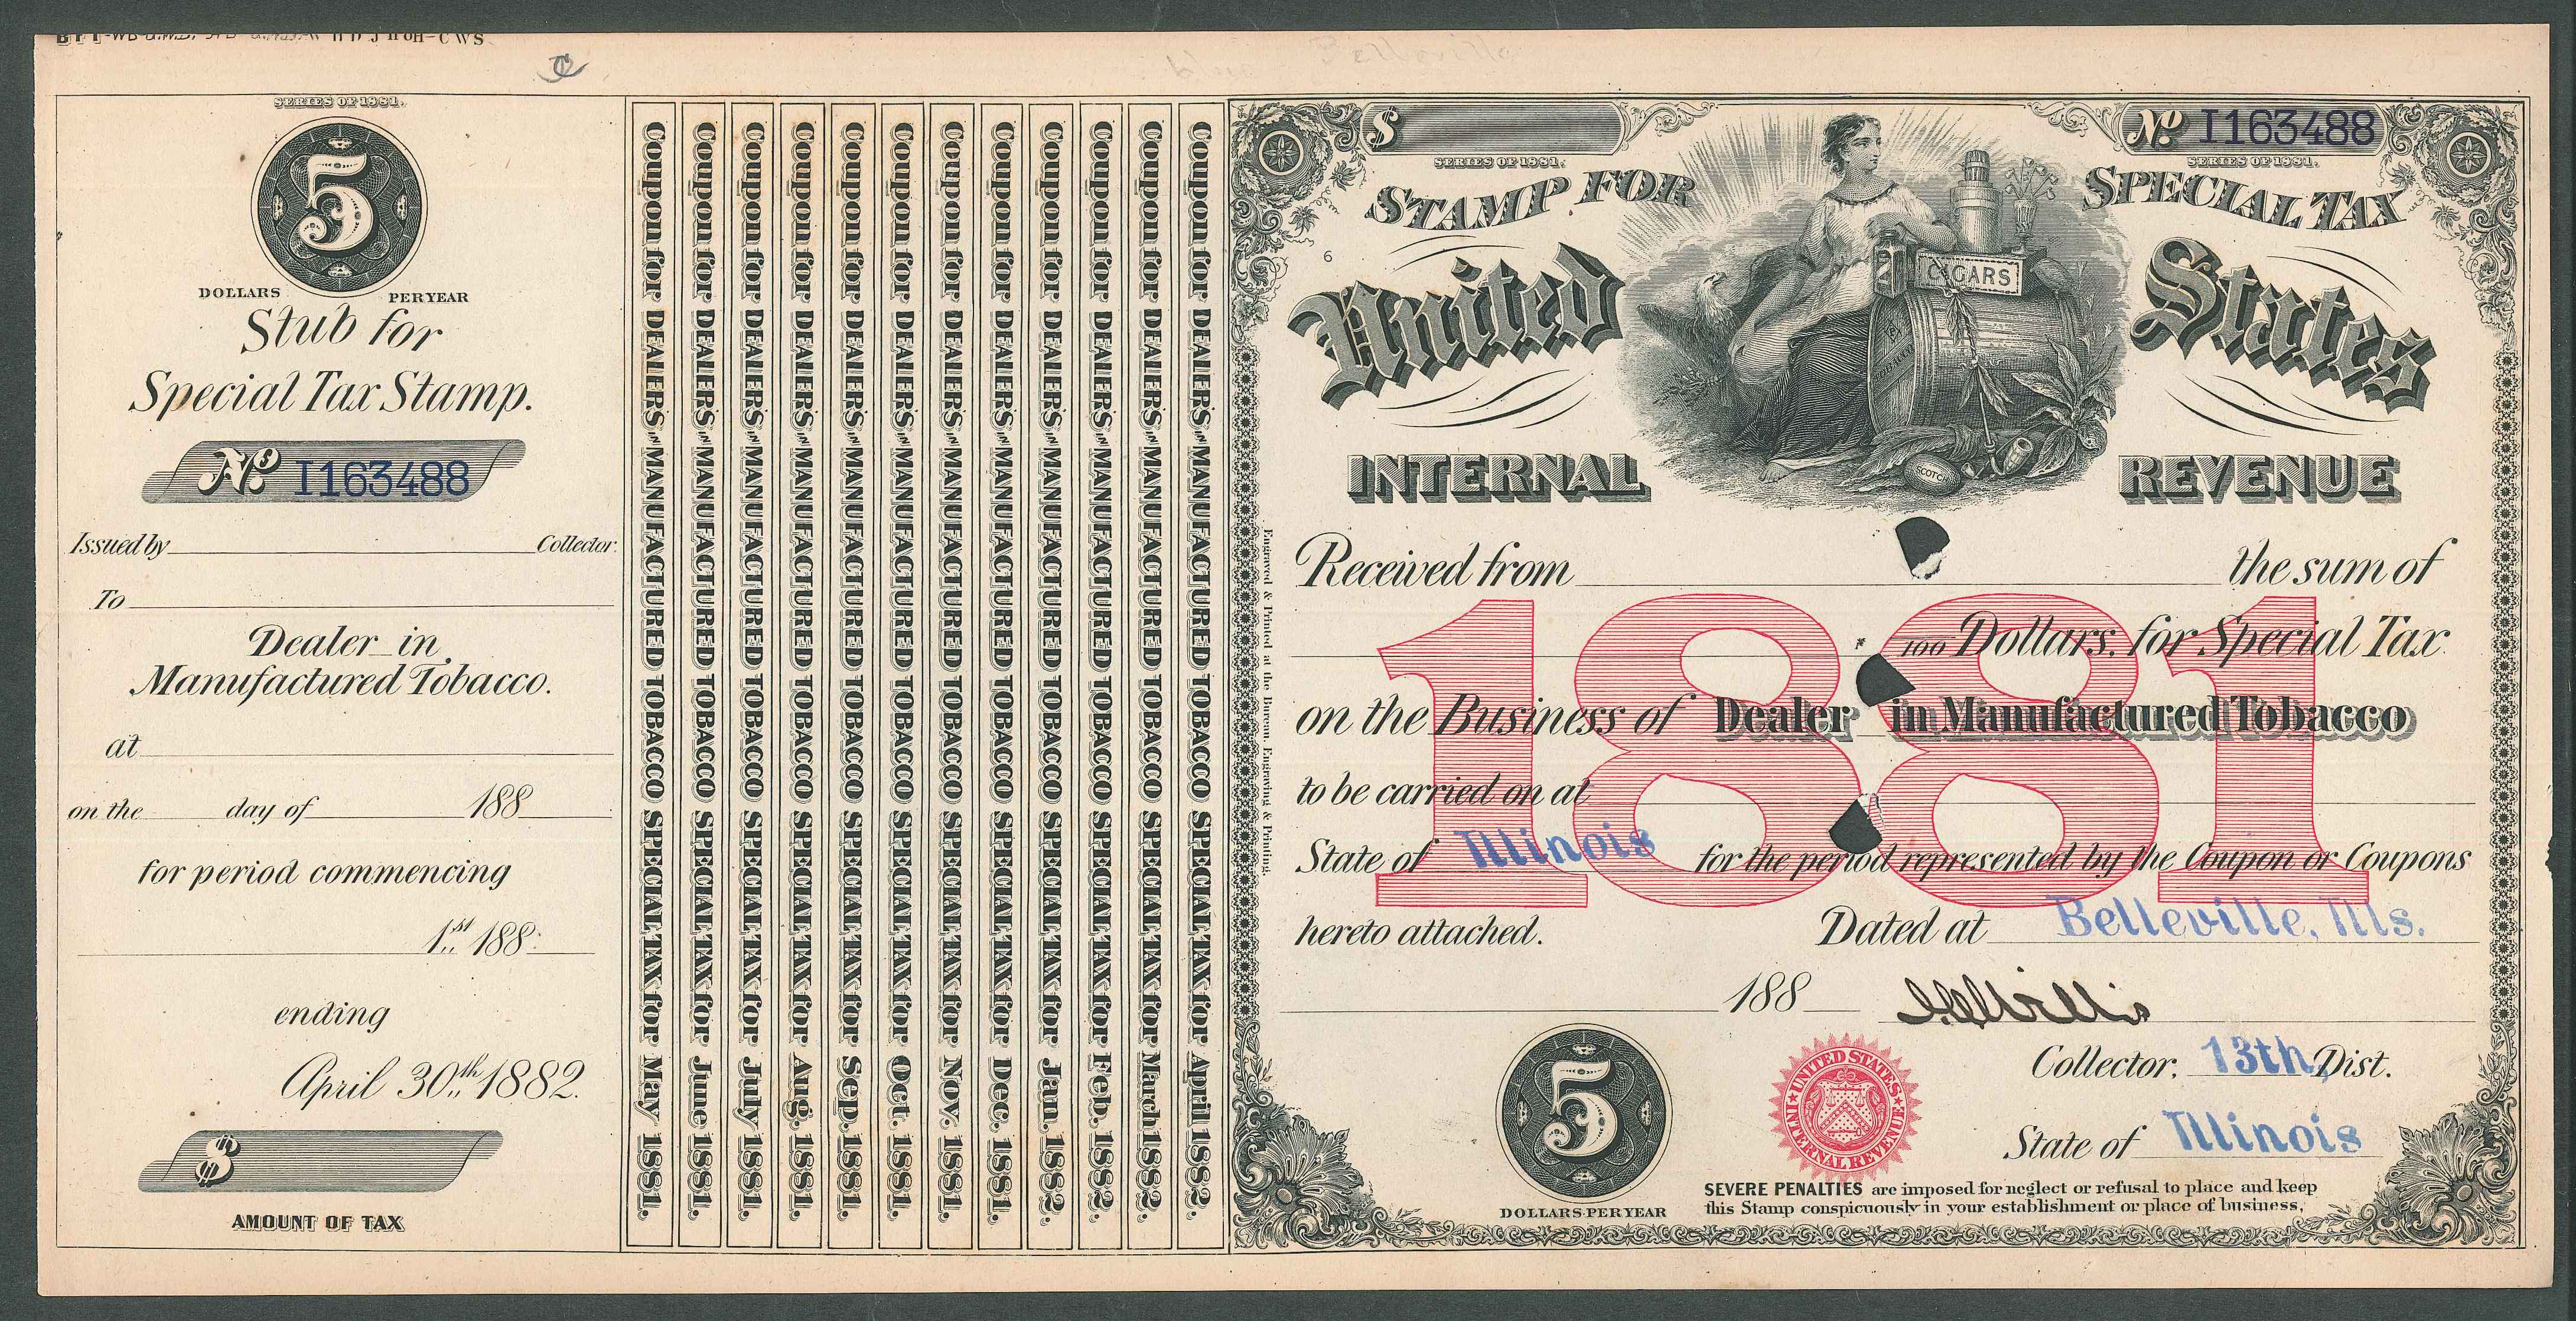 SERIES OF 1881.
5
DOLLARS PER YEAR
Stub for
Special Tax Stamp.
No. I163488
Issued by Collector.
To
Dealer in
Manufactured Tobacco.
at
on the day of 188
for period commencing
1st 188
ending
April 30th 1882.
$
AMOUNT OF TAX
Coupon for DEALERS IN MANUFACTURED TOBACCO SPECIAL TAX for May 1881.
Coupon for DEALERS IN MANUFACTURED TOBACCO SPECIAL TAX for June 1881.
Coupon for DEALERS IN MANUFACTURED TOBACCO SPECIAL TAX for July 1881.
Coupon for DEALERS IN MANUFACTURED TOBACCO SPECIAL TAX for Aug. 1881.
Coupon for DEALERS IN MANUFACTURED TOBACCO SPECIAL TAX for Sep. 1881.
Coupon for DEALERS IN MANUFACTURED TOBACCO SPECIAL TAX for Oct. 1881.
Coupon for DEALERS IN MANUFACTURED TOBACCO SPECIAL TAX for Nov. 1881.
Coupon for DEALERS IN MANUFACTURED TOBACCO SPECIAL TAX for Dec. 1881.
Coupon for DEALERS IN MANUFACTURED TOBACCO SPECIAL TAX for Jan. 1882.
Coupon for DEALERS IN MANUFACTURED TOBACCO SPECIAL TAX for Feb. 1882.
Coupon for DEALERS IN MANUFACTURED TOBACCO SPECIAL TAX for March 1882.
Coupon for DEALERS IN MANUFACTURED TOBACCO SPECIAL TAX for April 1882.
Belleville
$ No I163488
SERIES OF 1881. SERIES OF 1881.
STAMP FOR SPECIAL TAX
6
United States
CIGARS
INTERNAL REVENUE
SCOTCH
Engraved & Printed at the Bureau, Engraving & Printing.
Received from the sum of
100 Dollars, for Special Tax
1881
on the Business of Dealer in Manufactured Tobacco
to be carried on at
State of Illinois for the period represented by the Coupon or Coupons
hereto attached. Dated at Belleville, Ills.
188
Collector, 13th, Dist.
State of Illinois
5
DOLLARS PER YEAR
UNITED STATES INTERNAL REVENUE
SEVERE PENALTIES are imposed for neglect or refusal to place and keep
this Stamp conspicuously in your establishment or place of business.